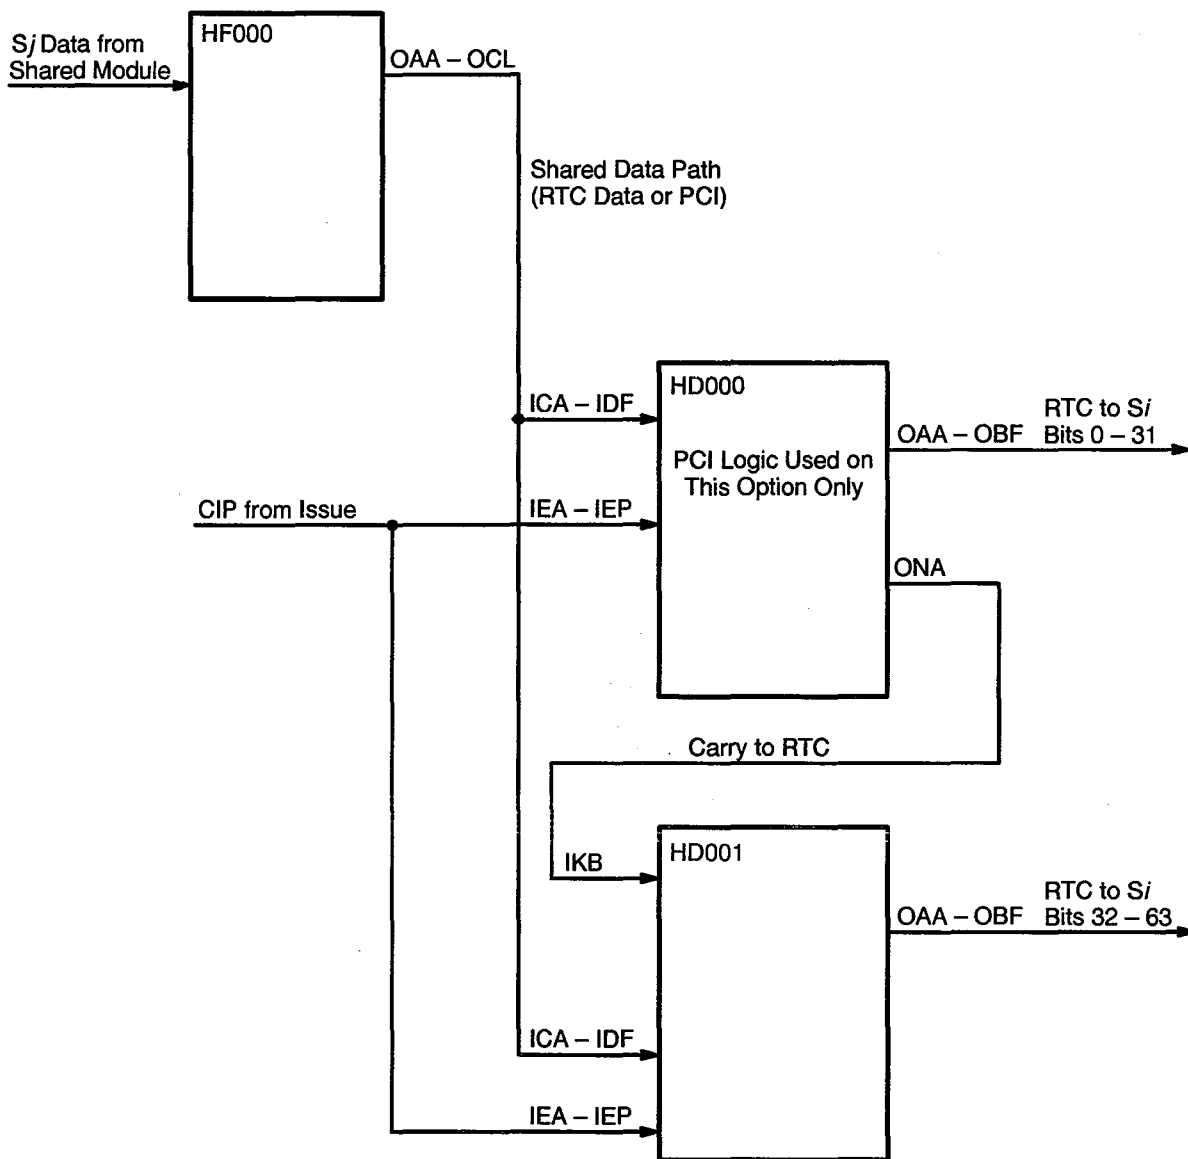 Sj Data from
Shared Module
HF000
OAA – OCL
Shared Data Path
(RTC Data or PCI)
ICA – IDF
HD000
PCI Logic Used on
This Option Only
OAA – OBF
RTC to Si
Bits 0 – 31
CIP from Issue
IEA – IEP
ONA
Carry to RTC
IKB
HD001
OAA – OBF
RTC to Si
Bits 32 – 63
ICA – IDF
IEA – IEP